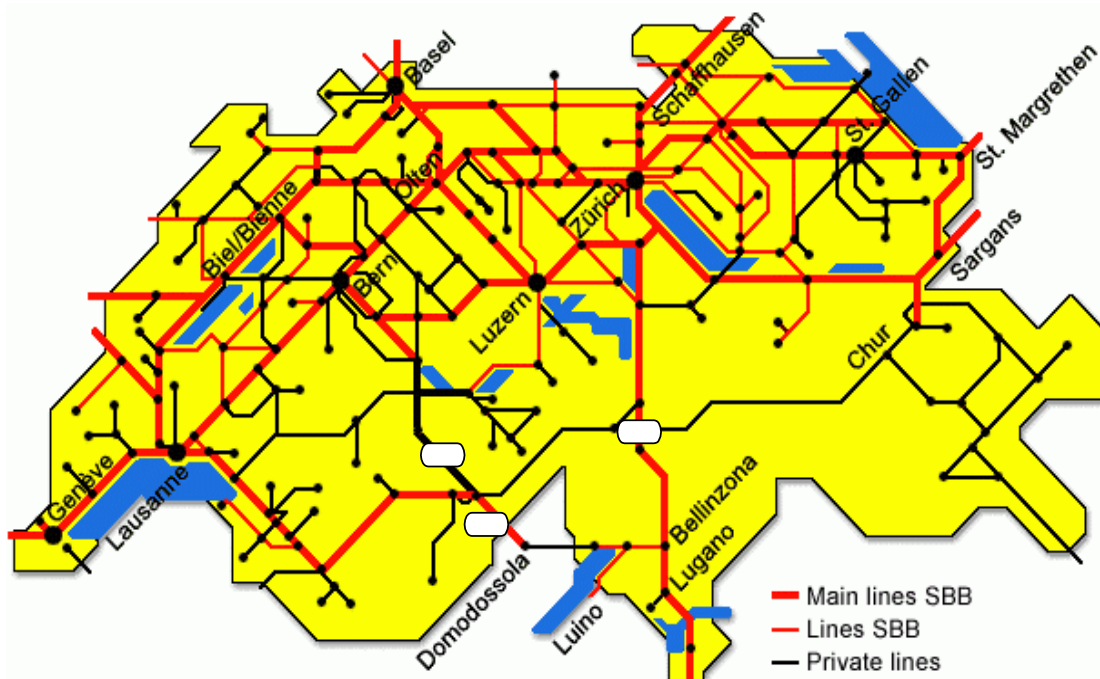 Basel
Schaffhausen
St. Gallen
St. Margrethen
Olten
Zürich
Biel/Bienne
Bern
Sargans
Luzern
Chur
Genève
Lausanne
Bellinzona
Lugano
Domodossola
Luino
Main lines SBB
Lines SBB
Private lines